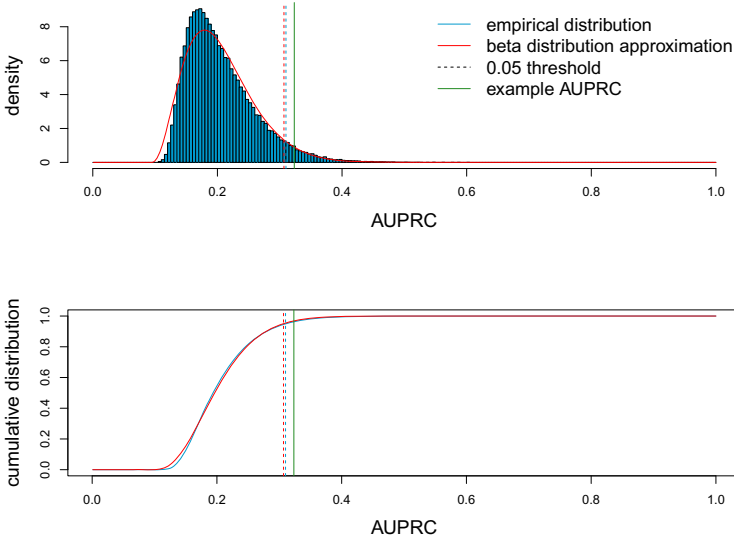 empirical distribution
beta distribution approximation
0.05 threshold
example AUPRC
density
8
6
4
2
0
0.0 0.2 0.4 0.6 0.8 1.0
AUPRC
cumulative distribution
1.0
0.8
0.6
0.4
0.2
0.0
0.0 0.2 0.4 0.6 0.8 1.0
AUPRC